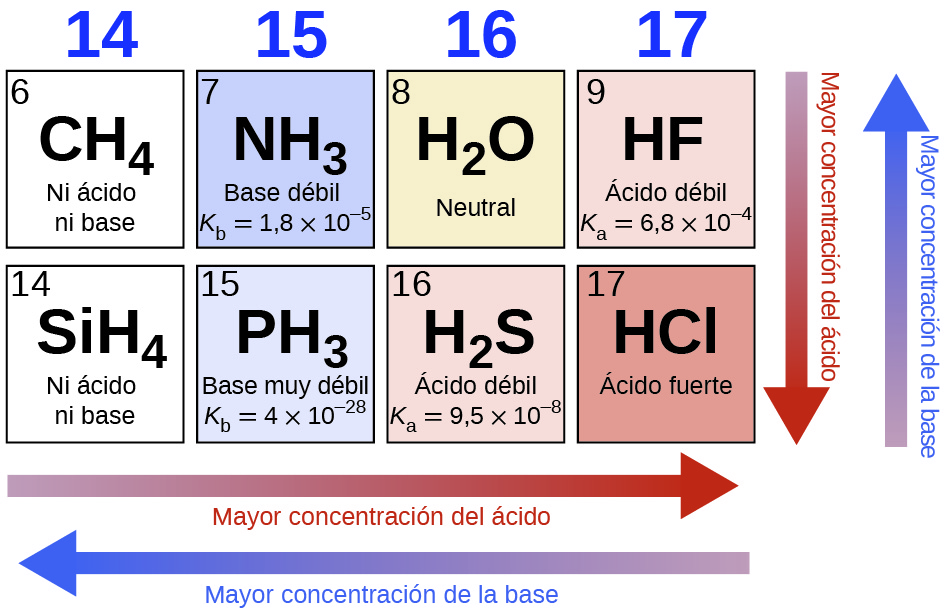 14 15 16 17
6
CH4
Ni ácido
ni base
7
NH3
Base débil
Kb = 1,8 × 10–5
8
H2O
Neutral
9
HF
Ácido débil
Ka = 6,8 × 10–4
14
SiH4
Ni ácido
ni base
15
PH3
Base muy débil
Kb = 4 × 10–28
16
H2S
Ácido débil
Ka = 9,5 × 10–8
17
HCl
Ácido fuerte
Mayor concentración del ácido
Mayor concentración de la base
Mayor concentración del ácido
Mayor concentración de la base